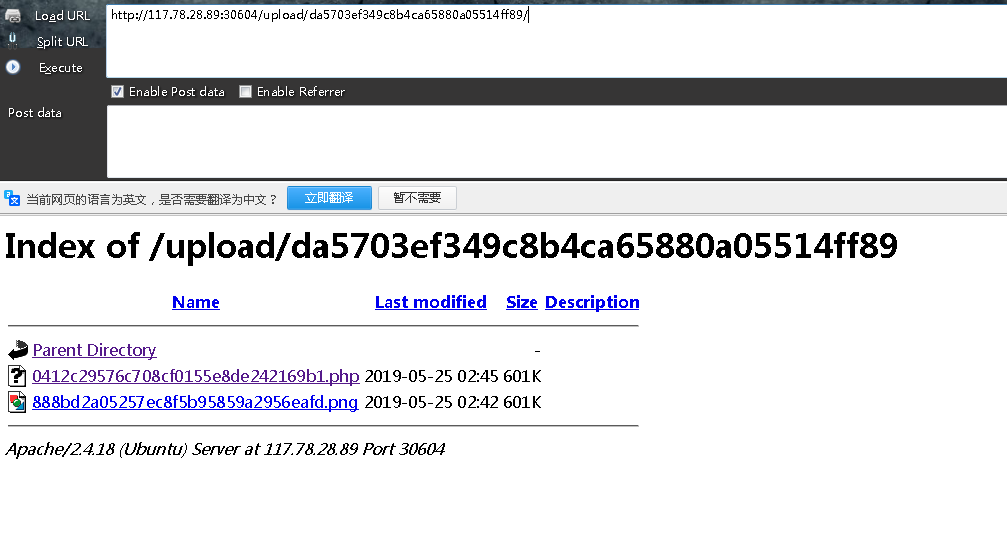 Load URL http://117.78.28.89:30604/upload/da5703ef349c8b4ca65880a05514ff89/
Split URL
Execute
Enable Post data Enable Referrer
Post data
当前网页的语言为英文，是否需要翻译为中文？ 立即翻译 暂不需要
Index of /upload/da5703ef349c8b4ca65880a05514ff89
Name Last modified Size Description
Parent Directory -
0412c29576c708cf0155e8de242169b1.php 2019-05-25 02:45 601K
888bd2a05257ec8f5b95859a2956eafd.png 2019-05-25 02:42 601K
Apache/2.4.18 (Ubuntu) Server at 117.78.28.89 Port 30604